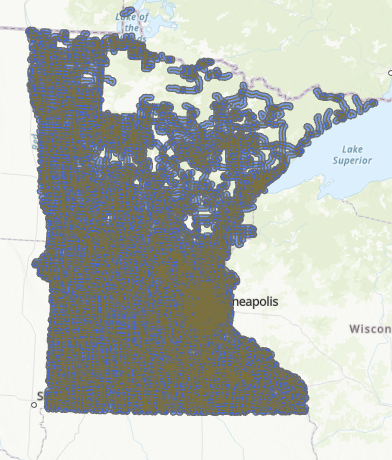 Lake of
the
Lake
Superior
neapolis
Wiscon
S